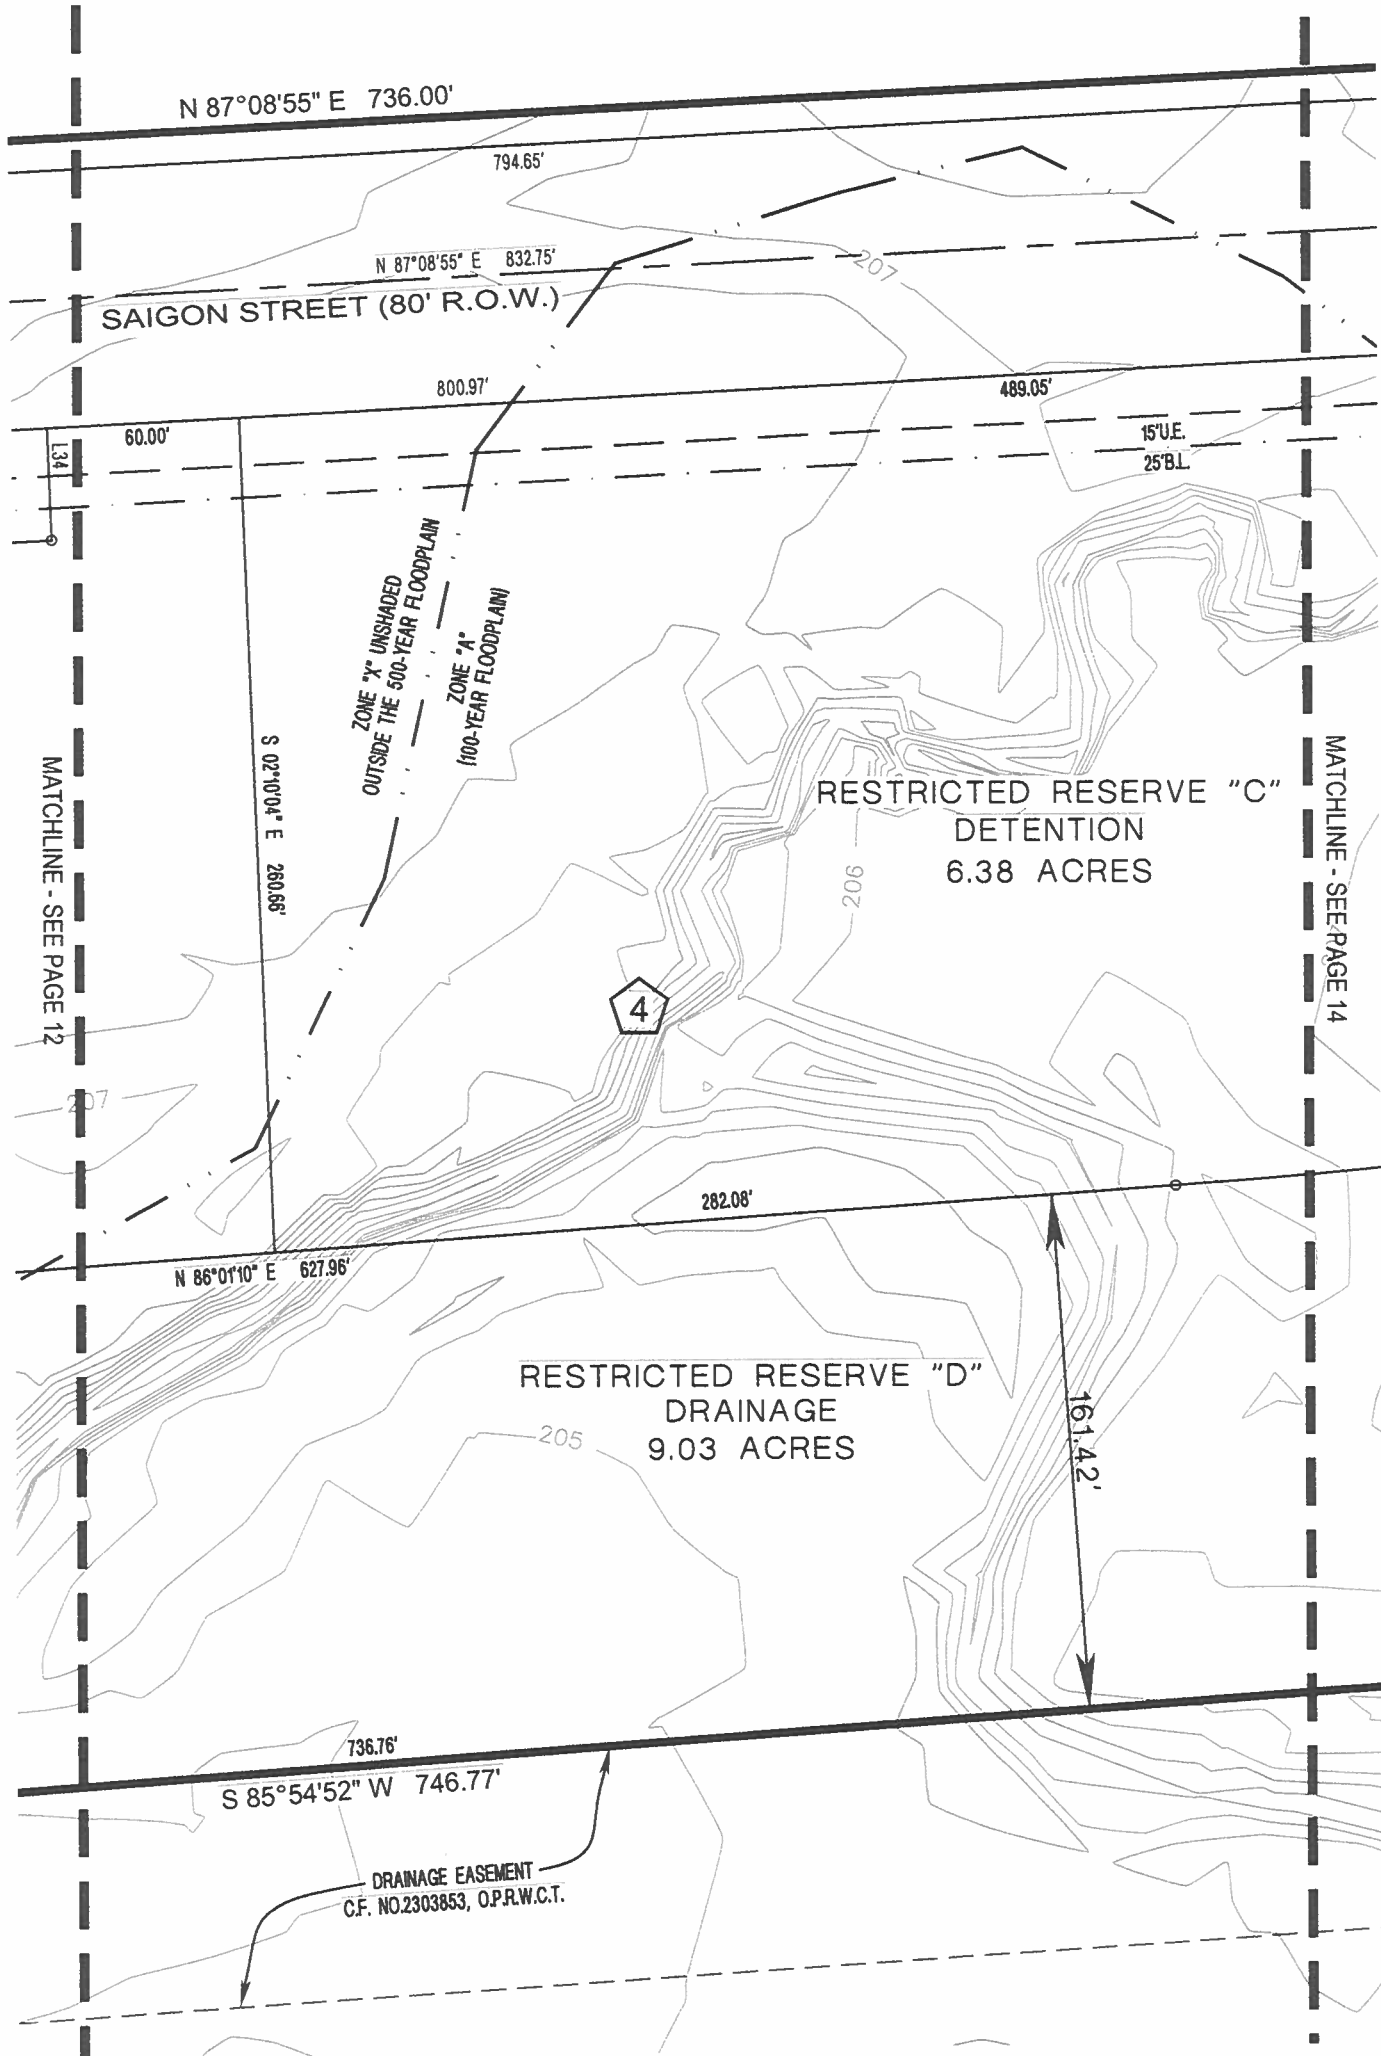 N 87°08'55" E 736.00'
794.65'
N 87°08'55" E 832.75'
207
SAIGON STREET (80' R.O.W.)
800.97'
489.05'
60.00'
15'U.E.
25'B.L.
L34
ZONE "X" UNSHADED
OUTSIDE THE 500-YEAR FLOODPLAIN
ZONE "A"
(100-YEAR FLOODPLAIN)
S 02°10'04" E 260.66'
MATCHLINE - SEE PAGE 12
MATCHLINE - SEE PAGE 14
RESTRICTED RESERVE "C"
DETENTION
6.38 ACRES
206
4
207
282.08'
N 86°01'10" E 627.96'
RESTRICTED RESERVE "D"
DRAINAGE
9.03 ACRES
205
161.42'
736.76'
S 85°54'52" W 746.77'
DRAINAGE EASEMENT
C.F. NO.2303853, O.P.R.W.C.T.